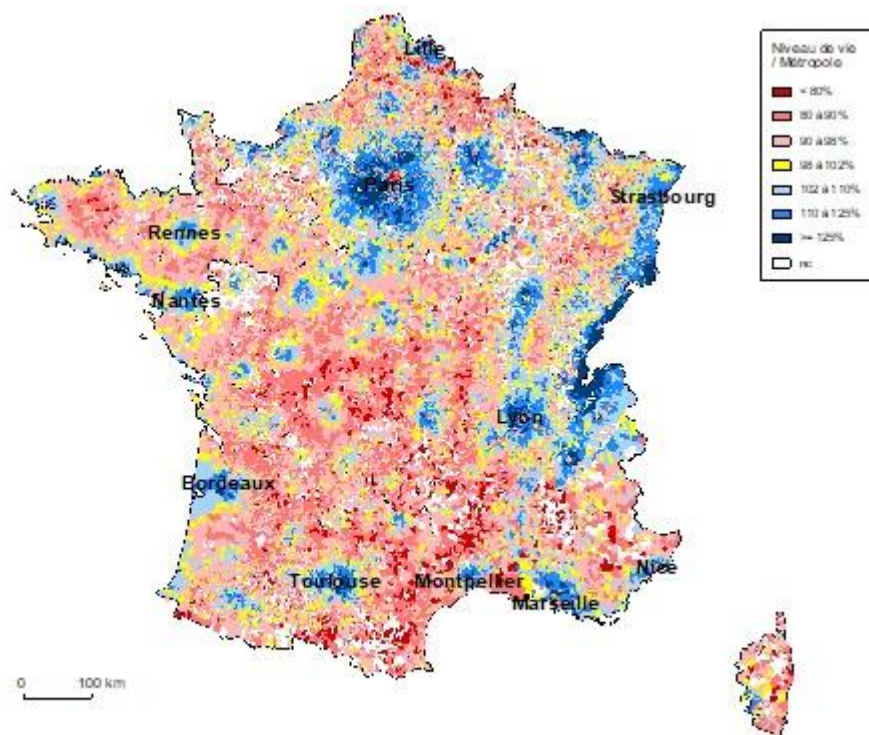 Niveau de vie
/ Métropole
< 80%
80 à 90%
90 à 98%
98 à 102%
102 à 110%
110 à 125%
>= 125%
nc
Lille
Paris
Strasbourg
Rennes
Nantes
Lyon
Bordeaux
Toulouse
Montpellier
Nice
Marseille
0 100 km